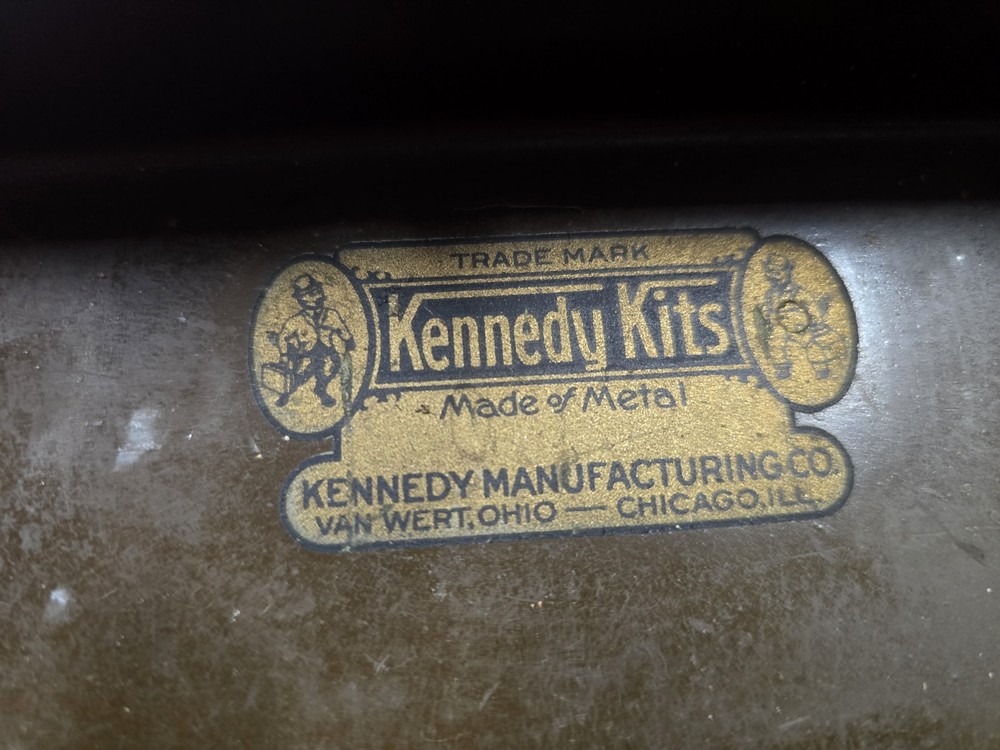 TRADE MARK
Kennedy Kits
Made of Metal
KENNEDY MANUFACTURING CO.
VAN WERT, OHIO — CHICAGO, ILL.